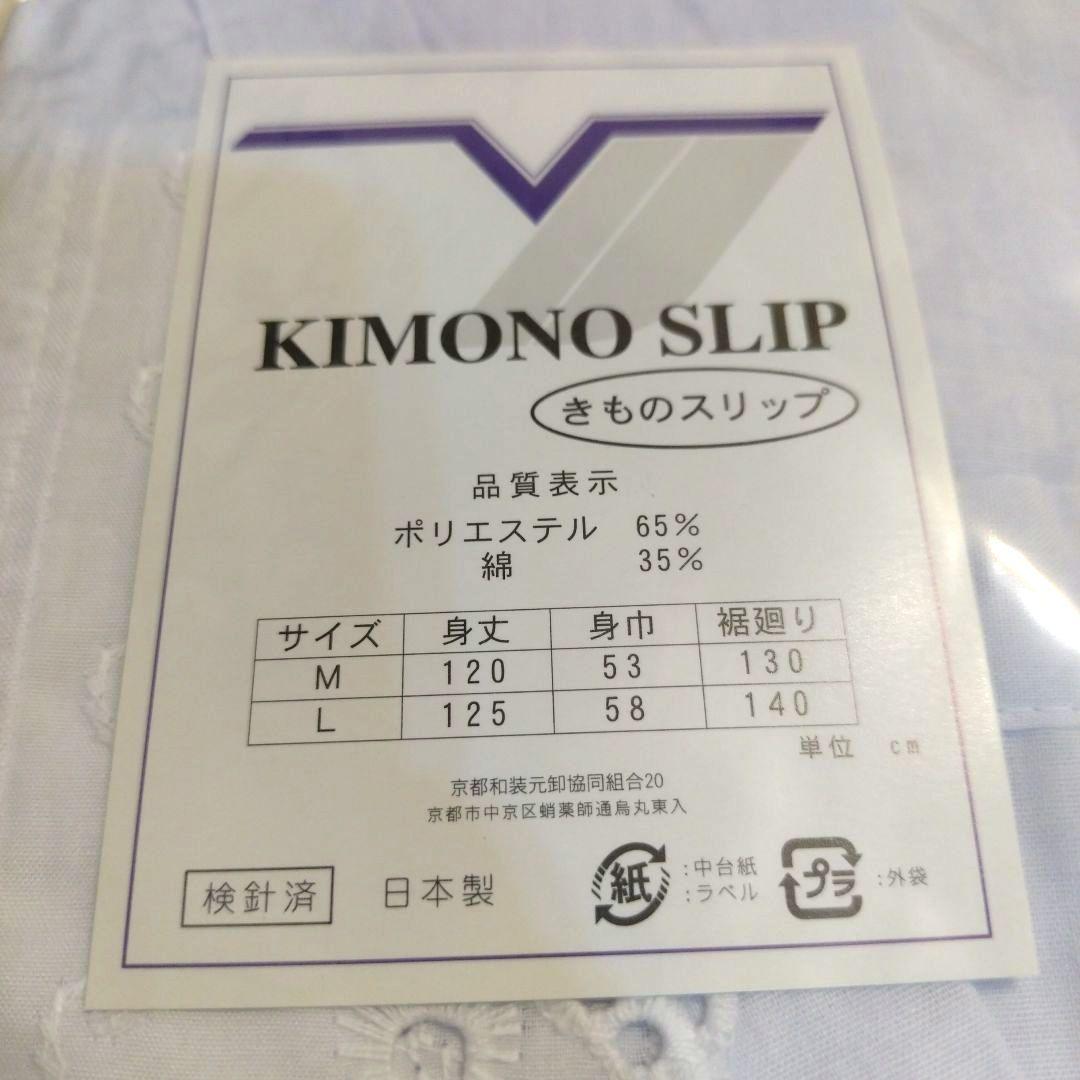 KIMONO SLIP
きものスリップ
品質表示
ポリエステル 65%
綿 35%
サイズ 身丈 身巾 裾廻り
M 120 53 130
L 125 58 140
単位 cm
京都和装元卸協同組合20
京都市中京区蛸薬師通烏丸東入
検針済 日本製 紙 :中台紙 プラ :外袋
:ラベル